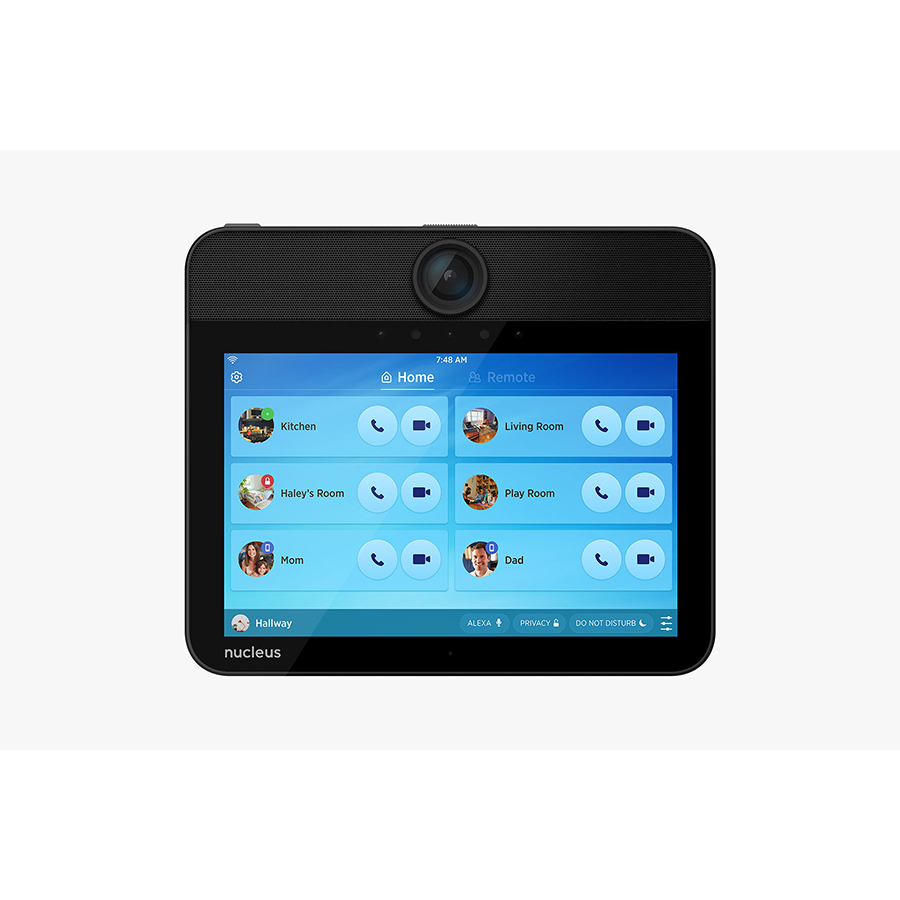 7:48 AM
Home Remote
Kitchen Living Room
Haley's Room Play Room
Mom Dad
Hallway ALEXA PRIVACY DO NOT DISTURB
nucleus